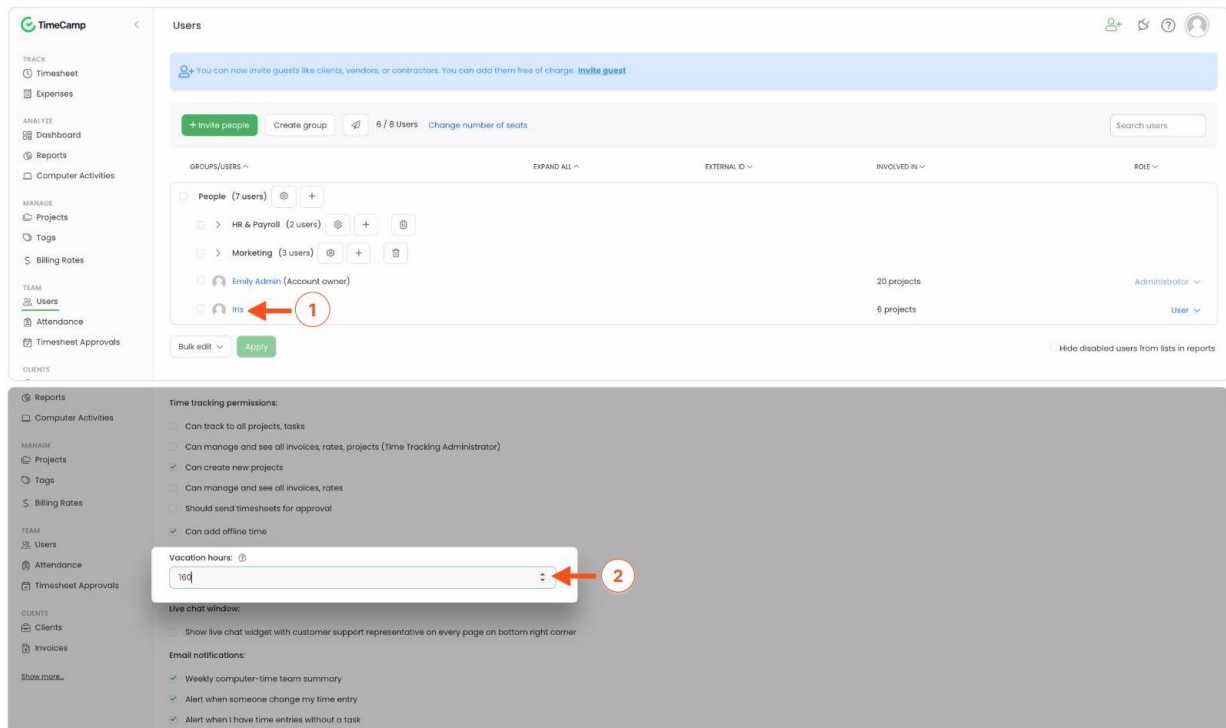 TimeCamp
Users
TRACK
Timesheet
Expenses
ANALYZE
Dashboard
Reports
Computer Activities
MANAGE
Projects
Tags
Billing Rates
TEAM
Users
Attendance
Timesheet Approvals
CLIENTS
You can now invite guests like clients, vendors, or contractors. You can add them free of charge. Invite guest
+ Invite people Create group 6 / 8 Users Change number of seats Search users
GROUPS/USERS EXPAND ALL EXTERNAL ID INVOLVED IN ROLE
People (7 users)
HR & Payroll (2 users)
Marketing (3 users)
Emily Admin (Account owner) 20 projects Administrator
Iris 1 6 projects User
Bulk edit Apply Hide disabled users from lists in reports
Reports
Computer Activities
MANAGE
Projects
Tags
Billing Rates
TEAM
Users
Attendance
Timesheet Approvals
CLIENTS
Clients
Invoices
Show more...
Time tracking permissions:
Can track to all projects, tasks
Can manage and see all invoices, rates, projects (Time Tracking Administrator)
Can create new projects
Can manage and see all invoices, rates
Should send timesheets for approval
Can add offline time
Vacation hours:
160 2
Live chat window:
Show live chat widget with customer support representative on every page on bottom right corner
Email notifications:
Weekly computer-time team summary
Alert when someone change my time entry
Alert when I have time entries without a task